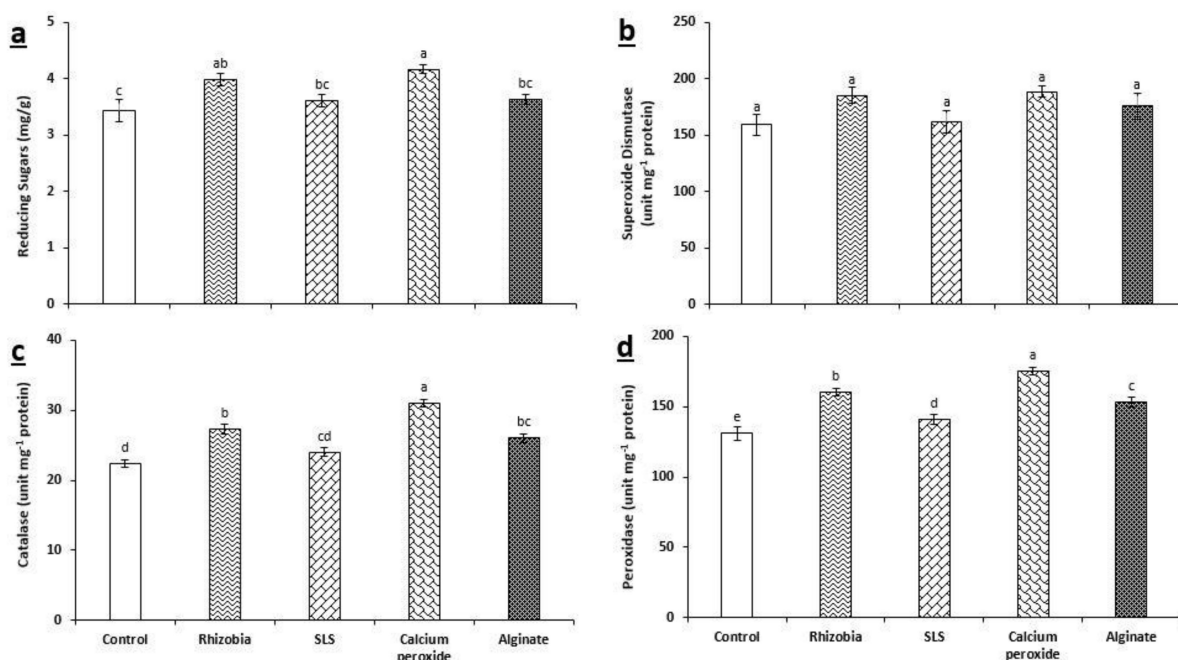 a
Reducing Sugars (mg/g)
5
4
3
2
1
0
c
ab
bc
a
bc
b
Superoxide Dismutase
(unit mg-1 protein)
250
200
150
100
50
0
a
a
a
a
a
c
Catalase (unit mg-1 protein)
40
30
20
10
0
d
b
cd
a
bc
Control
Rhizobia
SLS
Calcium
peroxide
Alginate
d
Peroxidase (unit mg-1 protein)
200
150
100
50
0
e
b
d
a
c
Control
Rhizobia
SLS
Calcium
peroxide
Alginate